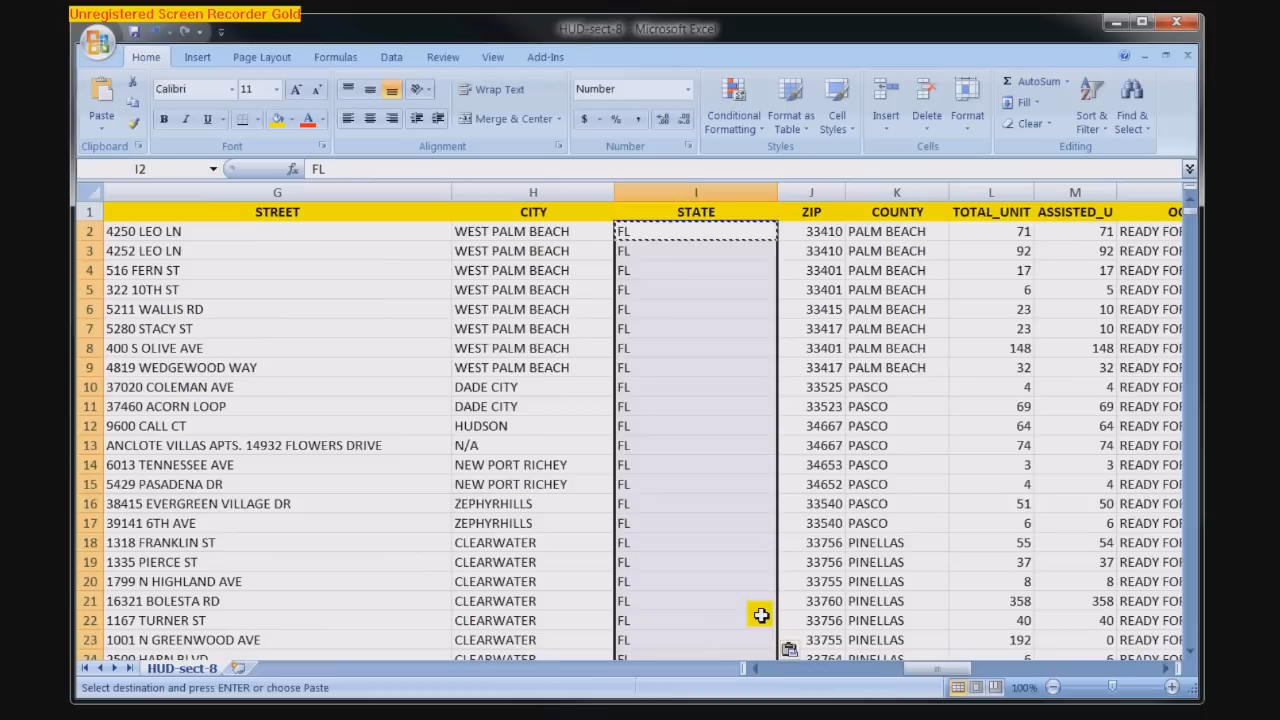 Unregistered Screen Recorder Gold
HUD-sect-8 - Microsoft Excel
Home Insert Page Layout Formulas Data Review View Add-Ins
Calibri 11 Wrap Text Number AutoSum
Fill
Paste B I U Merge & Center $ % , Conditional Formatting Format as Table Cell Styles Insert Delete Format Clear Sort & Filter Find & Select
Clipboard Font Alignment Number Styles Cells Editing
I2 fx FL
G H I J K L M
1 STREET CITY STATE ZIP COUNTY TOTAL_UNIT ASSISTED_U OC
2 4250 LEO LN WEST PALM BEACH FL 33410 PALM BEACH 71 71 READY FOR
3 4252 LEO LN WEST PALM BEACH FL 33410 PALM BEACH 92 92 READY FOR
4 516 FERN ST WEST PALM BEACH FL 33401 PALM BEACH 17 17 READY FOR
5 322 10TH ST WEST PALM BEACH FL 33401 PALM BEACH 6 5 READY FOR
6 5211 WALLIS RD WEST PALM BEACH FL 33415 PALM BEACH 23 10 READY FOR
7 5280 STACY ST WEST PALM BEACH FL 33417 PALM BEACH 23 10 READY FOR
8 400 S OLIVE AVE WEST PALM BEACH FL 33401 PALM BEACH 148 148 READY FOR
9 4819 WEDGEWOOD WAY WEST PALM BEACH FL 33417 PALM BEACH 32 32 READY FOR
10 37020 COLEMAN AVE DADE CITY FL 33525 PASCO 4 4 READY FOR
11 37460 ACORN LOOP DADE CITY FL 33523 PASCO 69 69 READY FOR
12 9600 CALL CT HUDSON FL 34667 PASCO 64 64 READY FOR
13 ANCLOTE VILLAS APTS. 14932 FLOWERS DRIVE N/A FL 34667 PASCO 74 74 READY FOR
14 6013 TENNESSEE AVE NEW PORT RICHEY FL 34653 PASCO 3 3 READY FOR
15 5429 PASADENA DR NEW PORT RICHEY FL 34652 PASCO 4 4 READY FOR
16 38415 EVERGREEN VILLAGE DR ZEPHYRHILLS FL 33540 PASCO 51 50 READY FOR
17 39141 6TH AVE ZEPHYRHILLS FL 33540 PASCO 6 6 READY FOR
18 1318 FRANKLIN ST CLEARWATER FL 33756 PINELLAS 55 54 READY FOR
19 1335 PIERCE ST CLEARWATER FL 33756 PINELLAS 37 37 READY FOR
20 1799 N HIGHLAND AVE CLEARWATER FL 33755 PINELLAS 8 8 READY FOR
21 16321 BOLESTA RD CLEARWATER FL 33760 PINELLAS 358 358 READY FOR
22 1167 TURNER ST CLEARWATER FL 33756 PINELLAS 40 40 READY FOR
23 1001 N GREENWOOD AVE CLEARWATER FL 33755 PINELLAS 192 0 READY FOR
24 2500 HARN BLVD CLEARWATER FL 33764 PINELLAS 6 6 READY FOR
HUD-sect-8
Select destination and press ENTER or choose Paste 100%